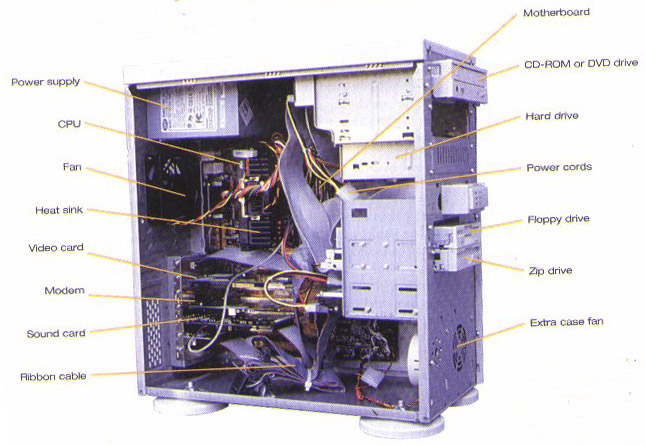 Motherboard
CD-ROM or DVD drive
Power supply
Hard drive
CPU
Fan
Power cords
Heat sink
Floppy drive
Video card
Zip drive
Modem
Extra case fan
Sound card
Ribbon cable